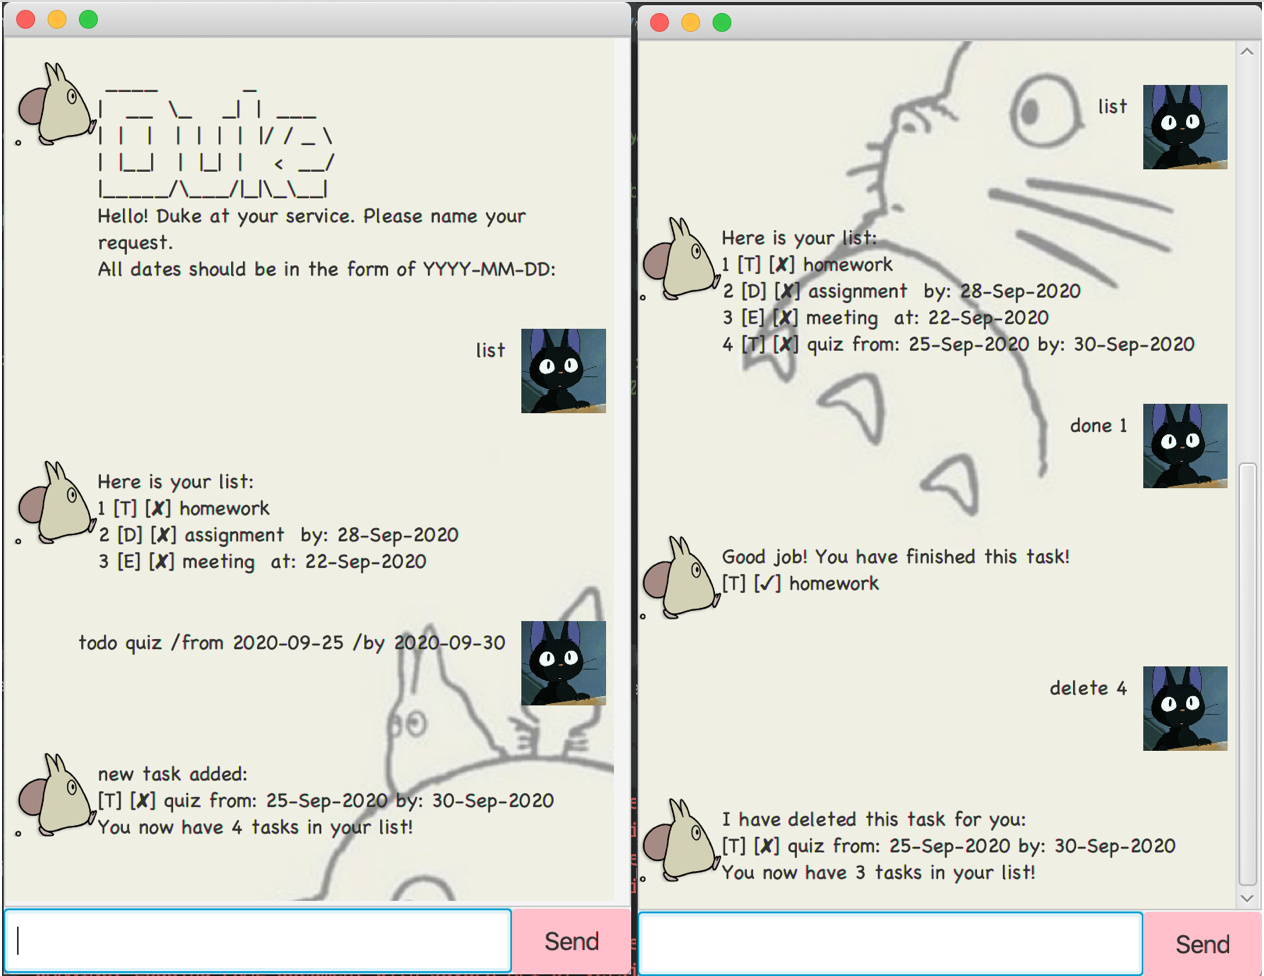 Hello! Duke at your service. Please name your
request.
All dates should be in the form of YYYY-MM-DD:
list
Here is your list:
1 [T] [✘] homework
2 [D] [✘] assignment  by: 28-Sep-2020
3 [E] [✘] meeting  at: 22-Sep-2020
todo quiz /from 2020-09-25 /by 2020-09-30
new task added:
[T] [✘] quiz from: 25-Sep-2020 by: 30-Sep-2020
You now have 4 tasks in your list!
Send
list
Here is your list:
1 [T] [✘] homework
2 [D] [✘] assignment  by: 28-Sep-2020
3 [E] [✘] meeting  at: 22-Sep-2020
4 [T] [✘] quiz from: 25-Sep-2020 by: 30-Sep-2020
done 1
Good job! You have finished this task!
[T] [✓] homework
delete 4
I have deleted this task for you:
[T] [✘] quiz from: 25-Sep-2020 by: 30-Sep-2020
You now have 3 tasks in your list!
Send